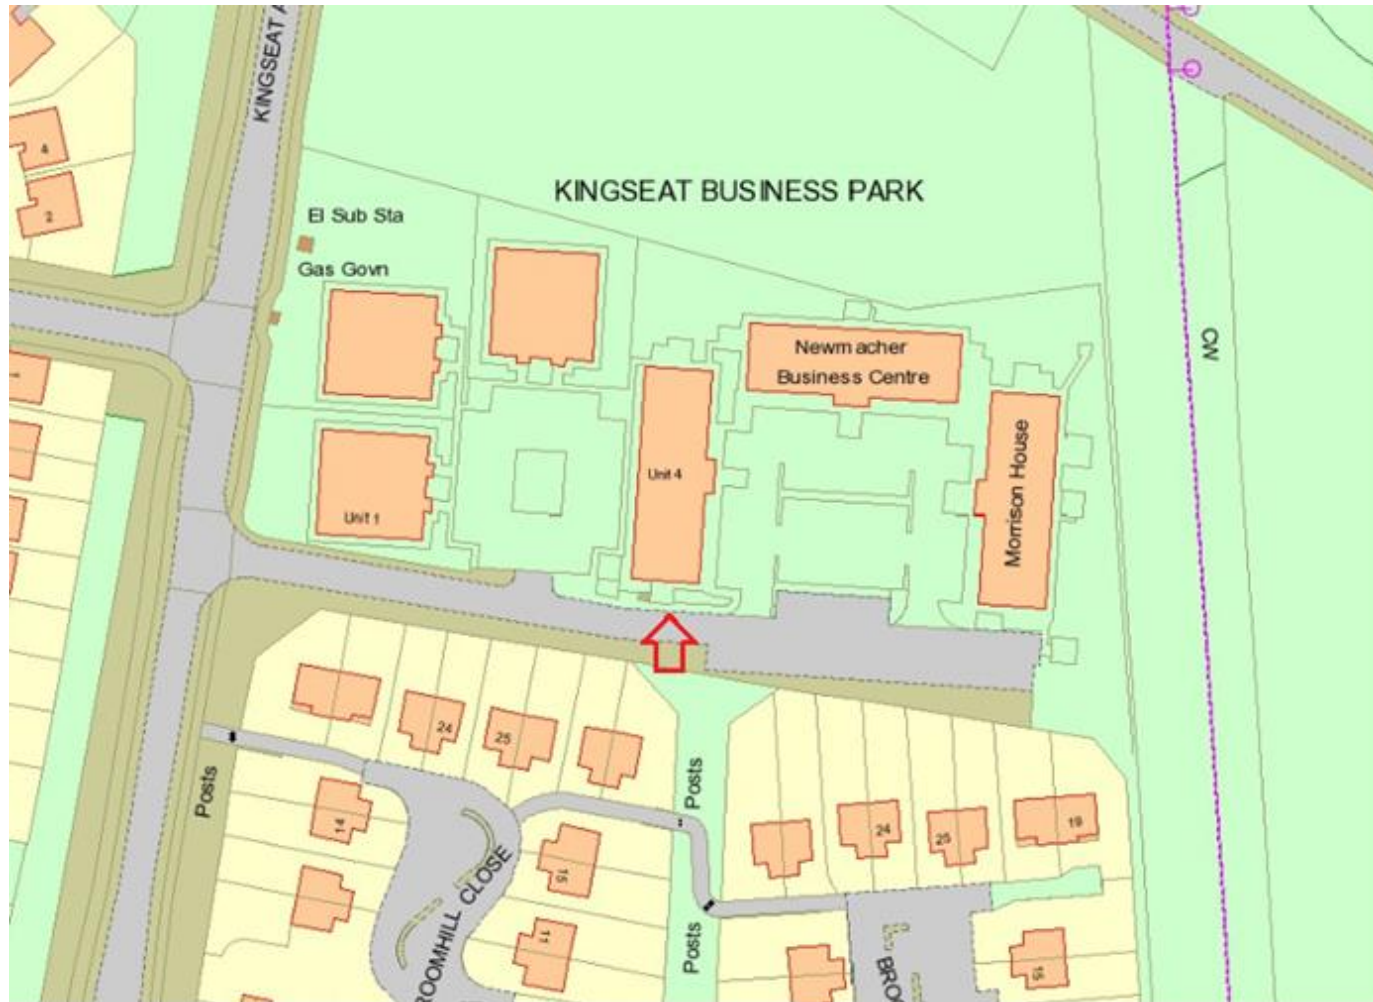 KINGSEAT A
4
2
KINGSEAT BUSINESS PARK
El Sub Sta
Gas Govn
Newmacher
Business Centre
CW
Unit 4
Morrison House
Unit 1
24
25
Posts
Posts
14
15
24
25
19
ROOMHILL CLOSE
11
Posts
BRO
15